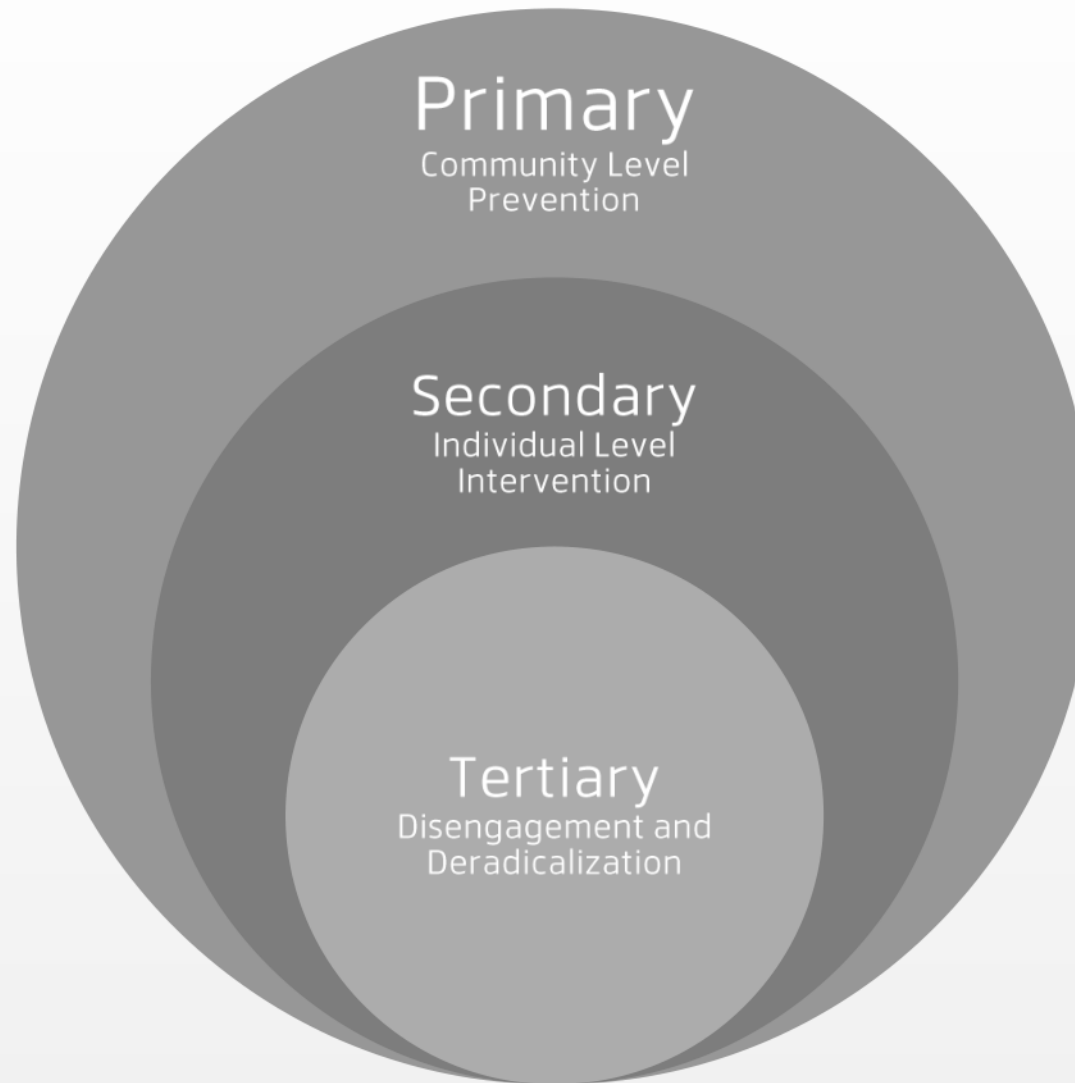 Primary
Community Level
Prevention
Secondary
Individual Level
Intervention
Tertiary
Disengagement and
Deradicalization